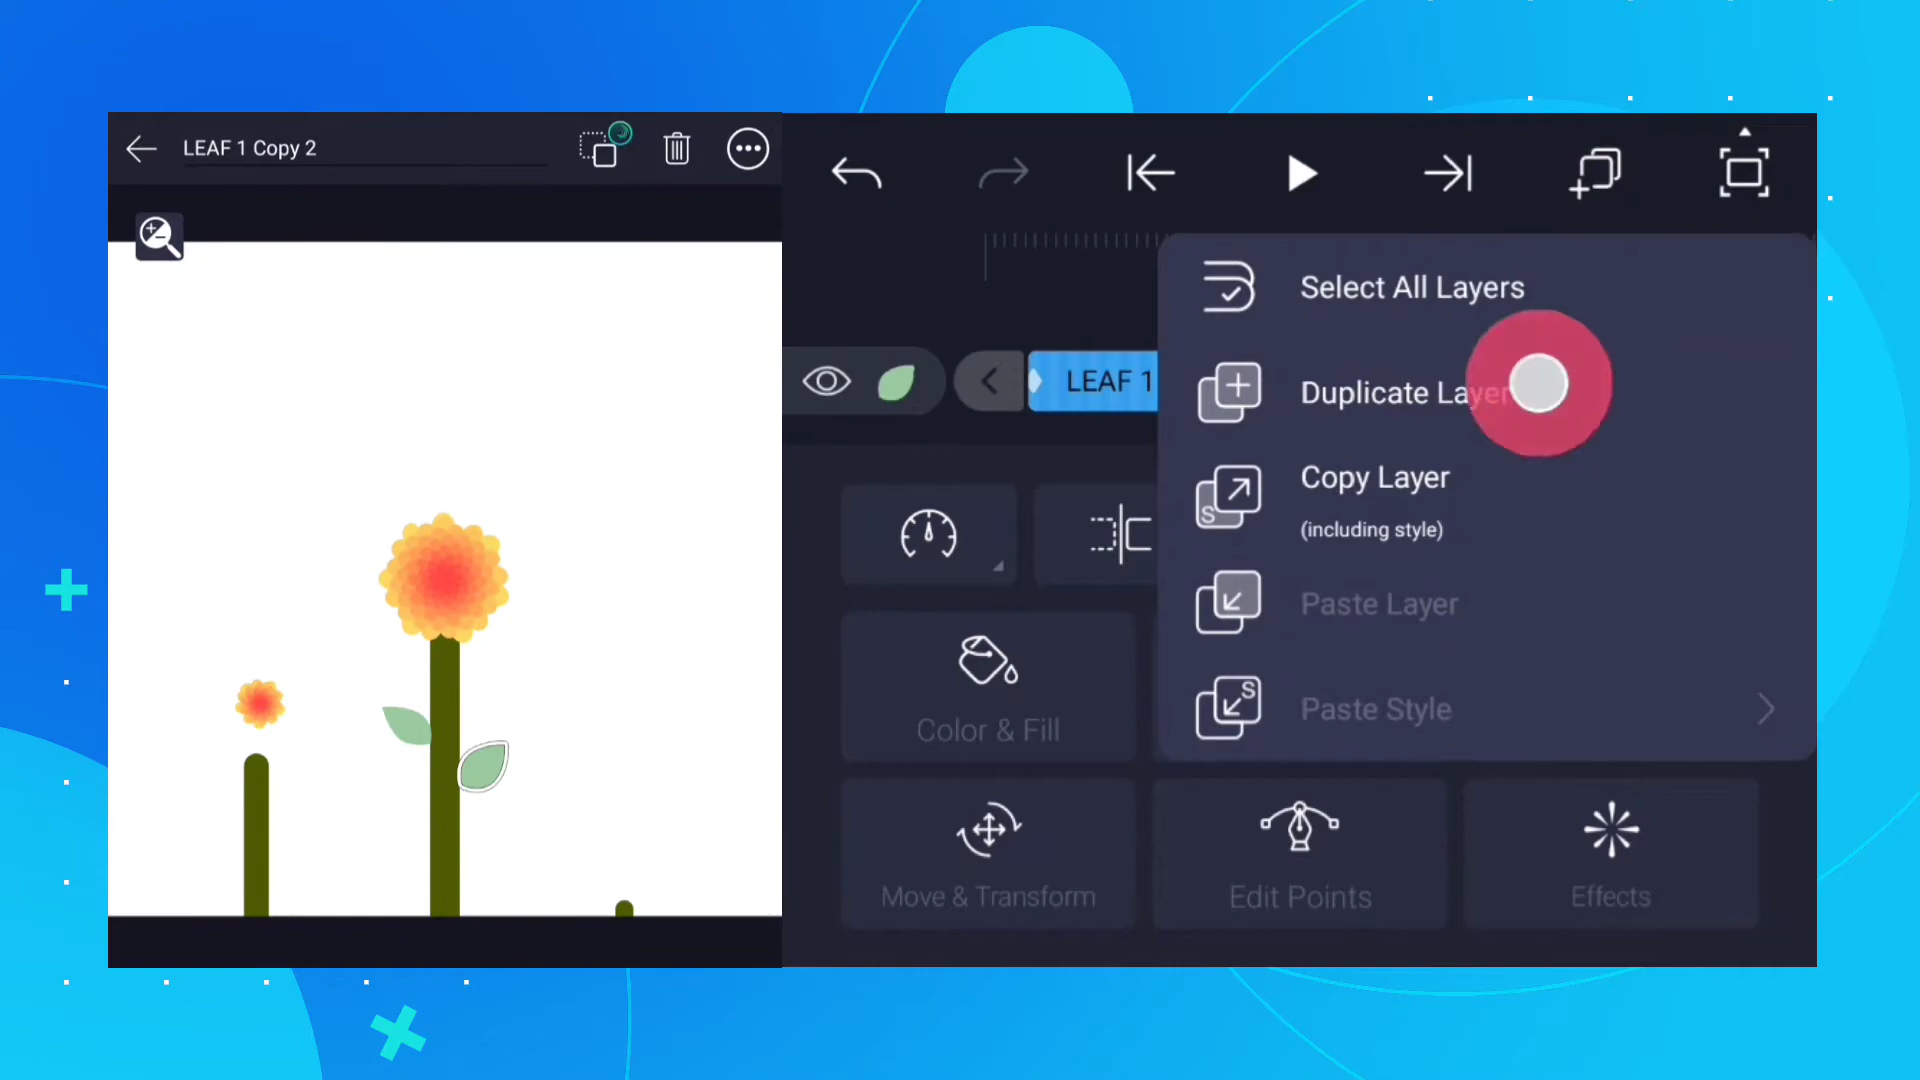 LEAF 1 Copy 2
Select All Layers
LEAF 1
Duplicate Layer
Copy Layer
(including style)
Paste Layer
Paste Style
Color & Fill
Move & Transform
Edit Points
Effects